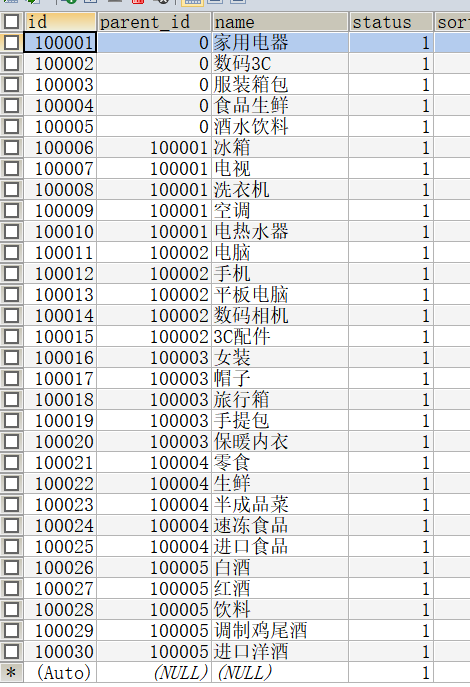 id parent_id name status sor
100001 0 家用电器 1
100002 0 数码3C 1
100003 0 服装箱包 1
100004 0 食品生鲜 1
100005 0 酒水饮料 1
100006 100001 冰箱 1
100007 100001 电视 1
100008 100001 洗衣机 1
100009 100001 空调 1
100010 100001 电热水器 1
100011 100002 电脑 1
100012 100002 手机 1
100013 100002 平板电脑 1
100014 100002 数码相机 1
100015 100002 3C配件 1
100016 100003 女装 1
100017 100003 帽子 1
100018 100003 旅行箱 1
100019 100003 手提包 1
100020 100003 保暖内衣 1
100021 100004 零食 1
100022 100004 生鲜 1
100023 100004 半成品菜 1
100024 100004 速冻食品 1
100025 100004 进口食品 1
100026 100005 白酒 1
100027 100005 红酒 1
100028 100005 饮料 1
100029 100005 调制鸡尾酒 1
100030 100005 进口洋酒 1
* (Auto) (NULL) (NULL) 1